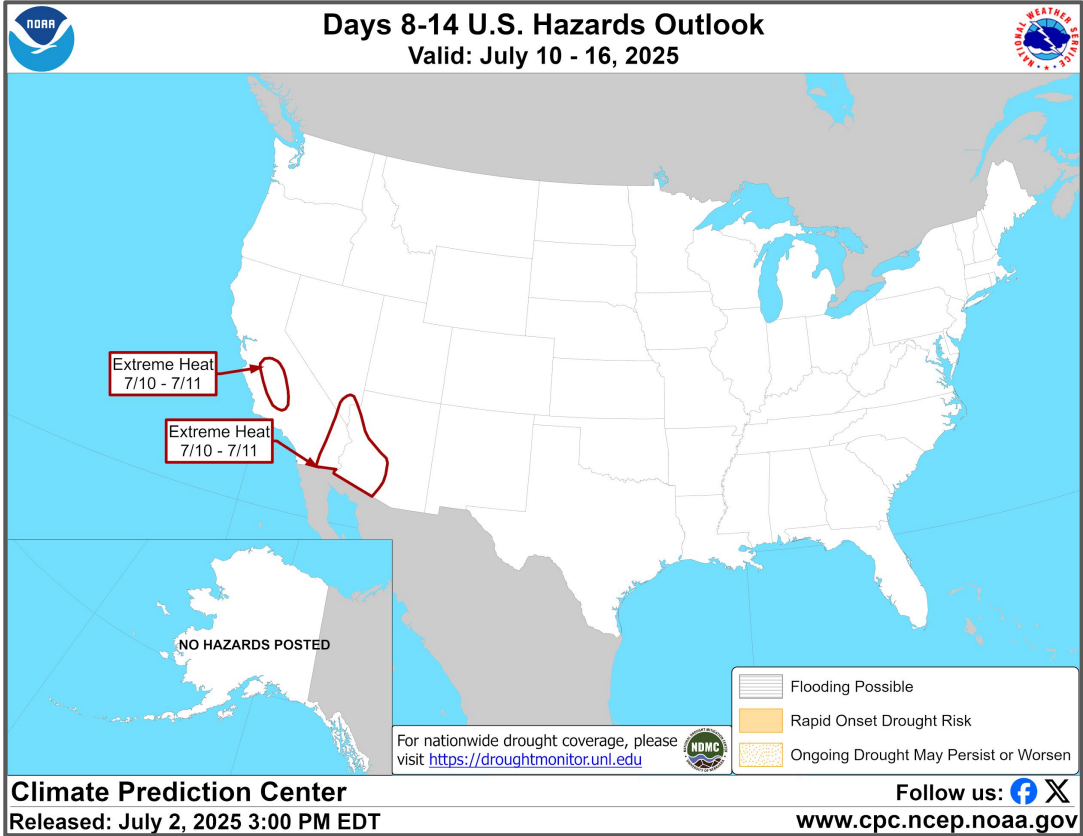 NOAA
Days 8-14 U.S. Hazards Outlook
Valid: July 10 - 16, 2025
NATIONAL WEATHER SERVICE
Extreme Heat
7/10 - 7/11
Extreme Heat
7/10 - 7/11
NO HAZARDS POSTED
For nationwide drought coverage, please
visit https://droughtmonitor.unl.edu
NDMC
Flooding Possible
Rapid Onset Drought Risk
Ongoing Drought May Persist or Worsen
Climate Prediction Center
Released: July 2, 2025 3:00 PM EDT
Follow us:
www.cpc.ncep.noaa.gov